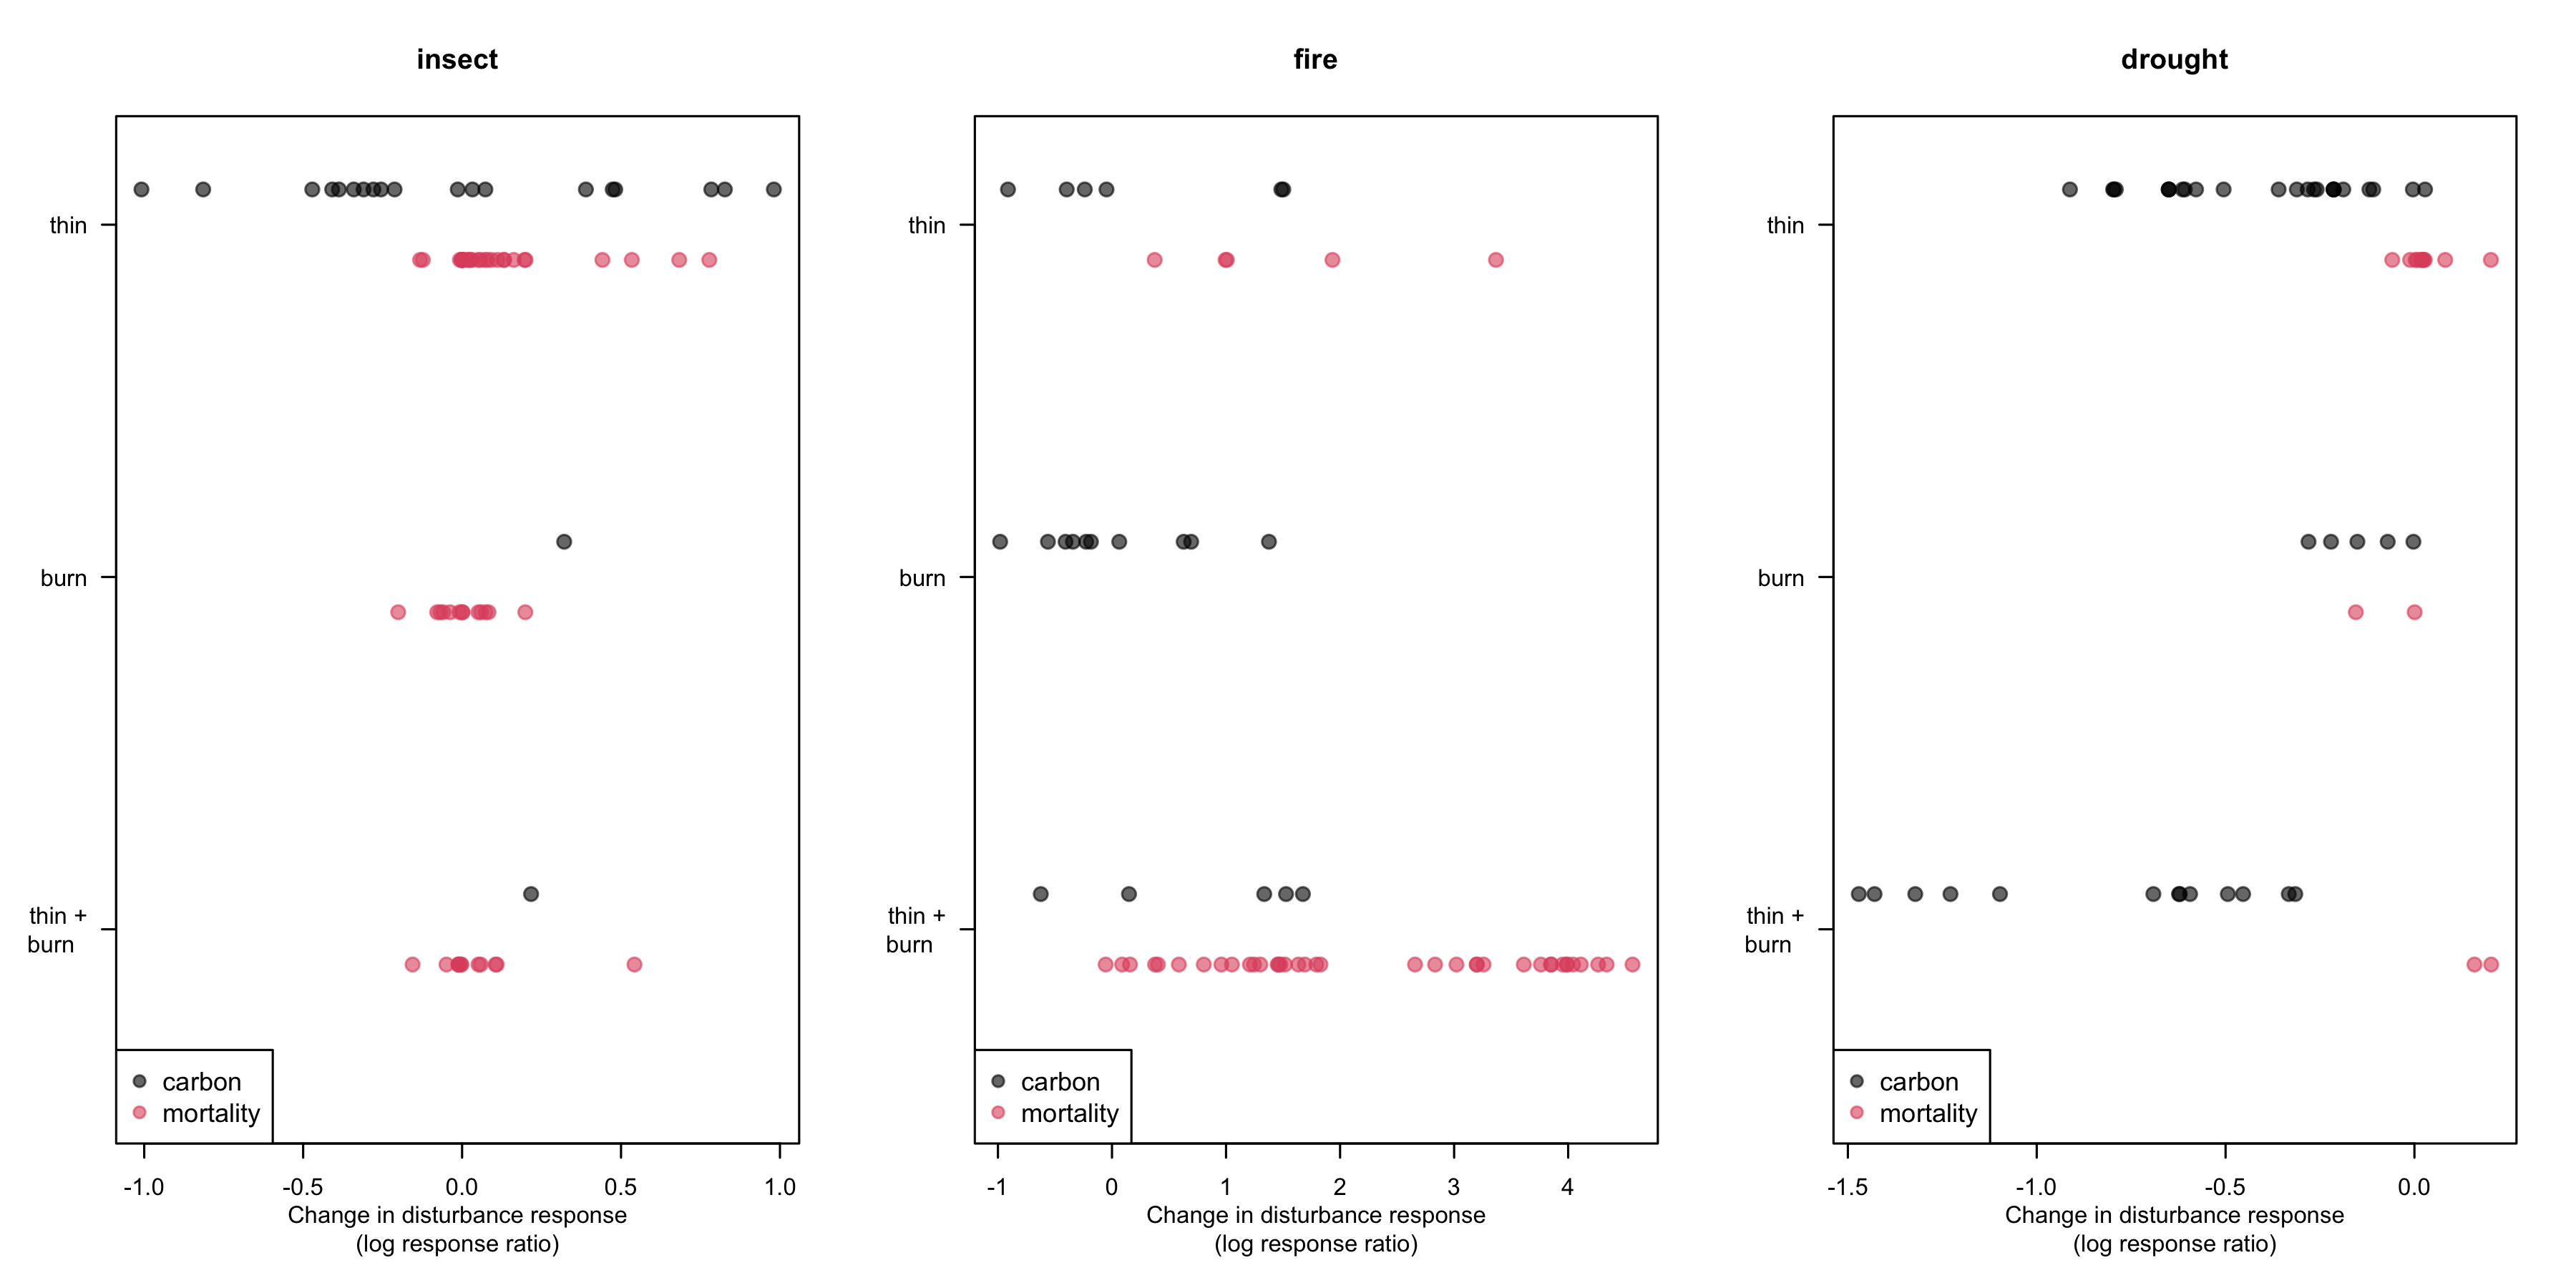 insect
thin
burn
thin +
burn
carbon
mortality
-1.0 -0.5 0.0 0.5 1.0
Change in disturbance response
(log response ratio)
fire
thin
burn
thin +
burn
carbon
mortality
-1 0 1 2 3 4
Change in disturbance response
(log response ratio)
drought
thin
burn
thin +
burn
carbon
mortality
-1.5 -1.0 -0.5 0.0
Change in disturbance response
(log response ratio)